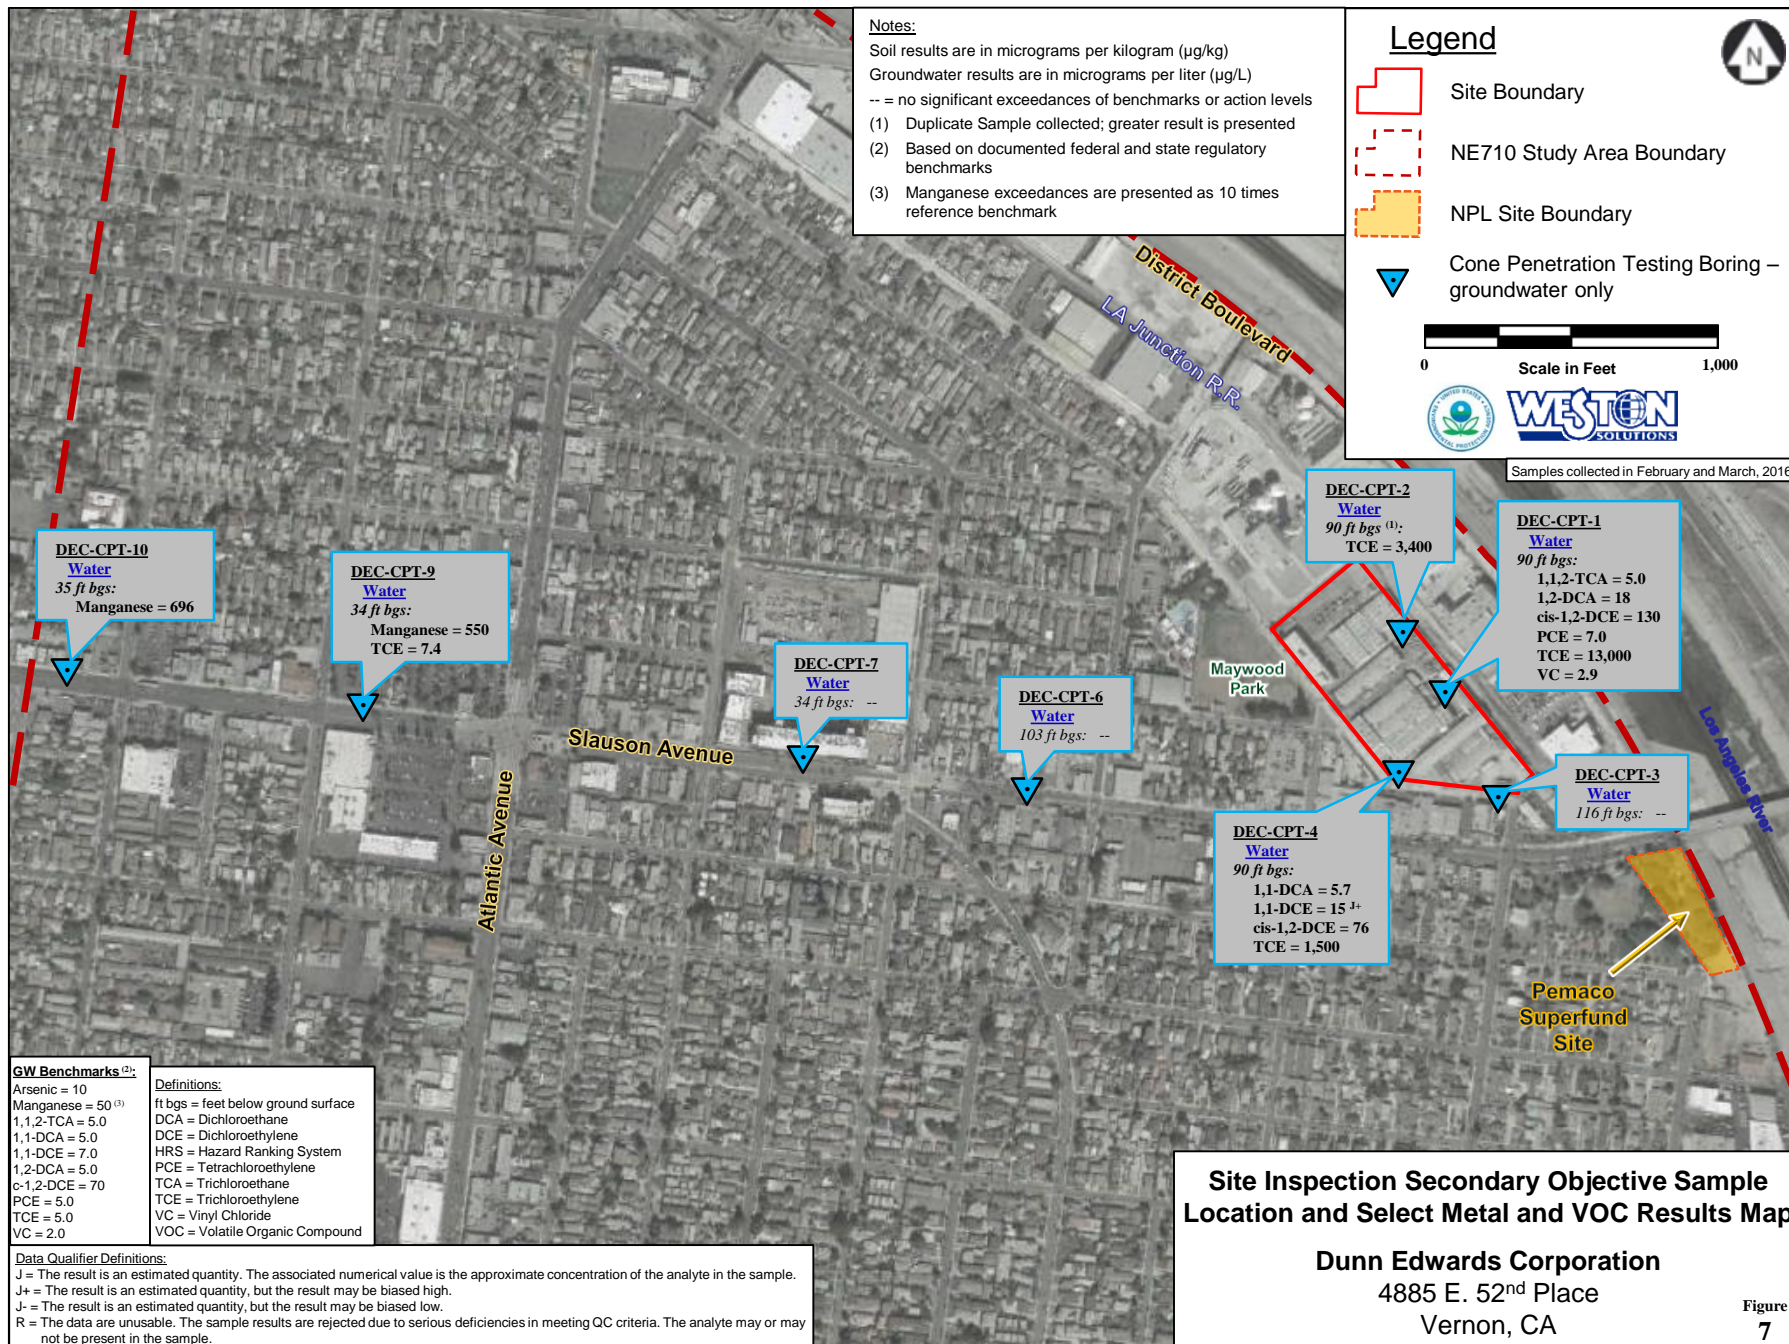 Notes:
Soil results are in micrograms per kilogram (µg/kg)
Groundwater results are in micrograms per liter (µg/L)
-- = no significant exceedances of benchmarks or action levels
(1) Duplicate Sample collected; greater result is presented
(2) Based on documented federal and state regulatory
benchmarks
(3) Manganese exceedances are presented as 10 times
reference benchmark
Legend
N
Site Boundary
NE710 Study Area Boundary
NPL Site Boundary
Cone Penetration Testing Boring –
groundwater only
0 Scale in Feet 1,000
UNITED STATES ENVIRONMENTAL PROTECTION AGENCY
WESTON
SOLUTIONS
Samples collected in February and March, 2016
District Boulevard
LA Junction R.R.
DEC-CPT-2
Water
90 ft bgs (1):
TCE = 3,400
DEC-CPT-1
Water
90 ft bgs:
1,1,2-TCA = 5.0
1,2-DCA = 18
cis-1,2-DCE = 130
PCE = 7.0
TCE = 13,000
VC = 2.9
DEC-CPT-10
Water
35 ft bgs:
Manganese = 696
DEC-CPT-9
Water
34 ft bgs:
Manganese = 550
TCE = 7.4
DEC-CPT-7
Water
34 ft bgs: --
DEC-CPT-6
Water
103 ft bgs: --
Maywood
Park
Los Angeles River
Slauson Avenue
Atlantic Avenue
DEC-CPT-3
Water
116 ft bgs: --
DEC-CPT-4
Water
90 ft bgs:
1,1-DCA = 5.7
1,1-DCE = 15 J+
cis-1,2-DCE = 76
TCE = 1,500
Pemaco
Superfund
Site
GW Benchmarks (2):
Arsenic = 10
Manganese = 50 (3)
1,1,2-TCA = 5.0
1,1-DCA = 5.0
1,1-DCE = 7.0
1,2-DCA = 5.0
c-1,2-DCE = 70
PCE = 5.0
TCE = 5.0
VC = 2.0
Definitions:
ft bgs = feet below ground surface
DCA = Dichloroethane
DCE = Dichloroethylene
HRS = Hazard Ranking System
PCE = Tetrachloroethylene
TCA = Trichloroethane
TCE = Trichloroethylene
VC = Vinyl Chloride
VOC = Volatile Organic Compound
Data Qualifier Definitions:
J = The result is an estimated quantity. The associated numerical value is the approximate concentration of the analyte in the sample.
J+ = The result is an estimated quantity, but the result may be biased high.
J- = The result is an estimated quantity, but the result may be biased low.
R = The data are unusable. The sample results are rejected due to serious deficiencies in meeting QC criteria. The analyte may or may
not be present in the sample.
Site Inspection Secondary Objective Sample
Location and Select Metal and VOC Results Map
Dunn Edwards Corporation
4885 E. 52nd Place
Vernon, CA
Figure
7